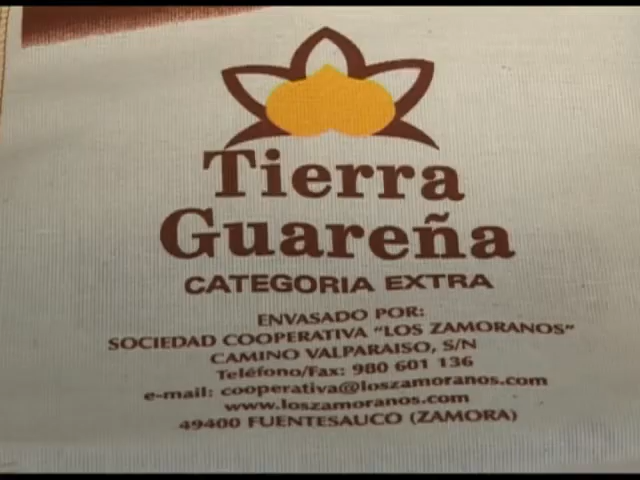 Tierra
Guareña
CATEGORIA EXTRA
ENVASADO POR:
SOCIEDAD COOPERATIVA "LOS ZAMORANOS"
CAMINO VALPARAISO, S/N
Teléfono/Fax: 980 601 136
e-mail: cooperativa@loszamoranos.com
www.loszamoranos.com
49400 FUENTESAUCO (ZAMORA)